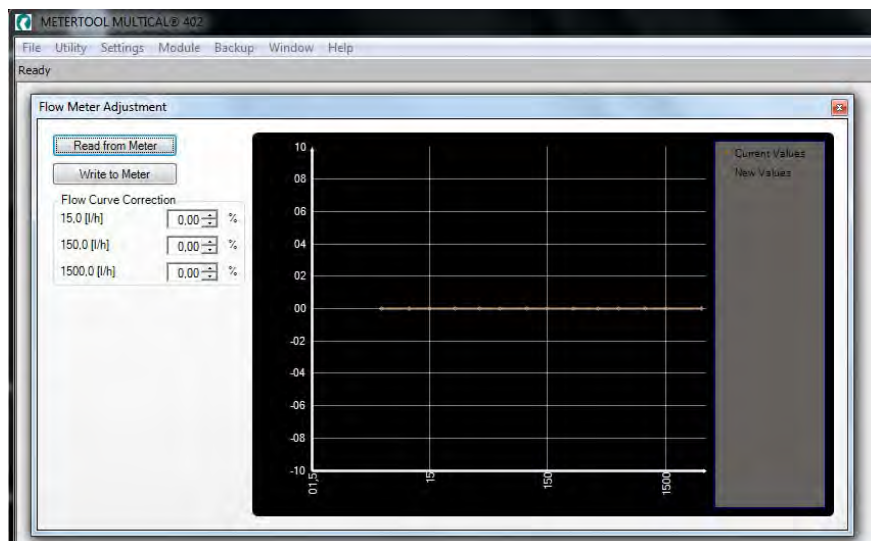 METERTOOL MULTICAL® 402
File Utility Settings Module Backup Window Help
Ready
Flow Meter Adjustment
Read from Meter
Write to Meter
Flow Curve Correction
15,0 [l/h] 0,00 %
150,0 [l/h] 0,00 %
1500,0 [l/h] 0,00 %
10
08
06
04
02
00
-02
-04
-06
-08
-10
01,5
15
150
1500
Current Values
New Values